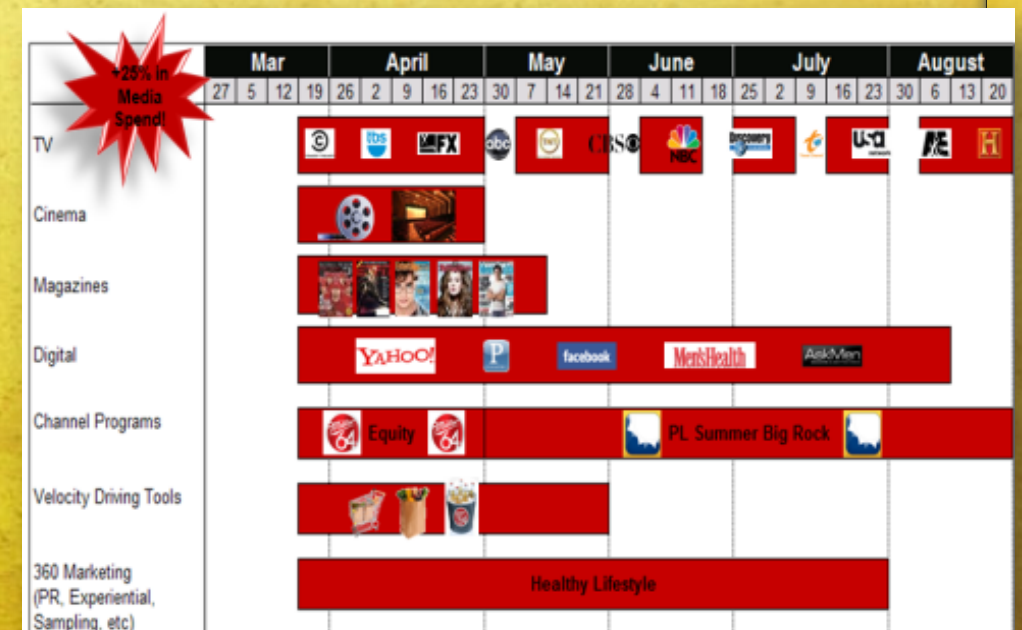 +25% in
Media
Spend!
Mar April May June July August
27 5 12 19 26 2 9 16 23 30 7 14 21 28 4 11 18 25 2 9 16 23 30 6 13 20
TV
tbs FX abc CBS NBC Discovery USA A&E H
Cinema
Magazines
Digital
YAHOO! P facebook Men'sHealth AskMen
Channel Programs
64 Equity 64 PL Summer Big Rock
Velocity Driving Tools
360 Marketing
(PR, Experiential,
Sampling, etc)
Healthy Lifestyle